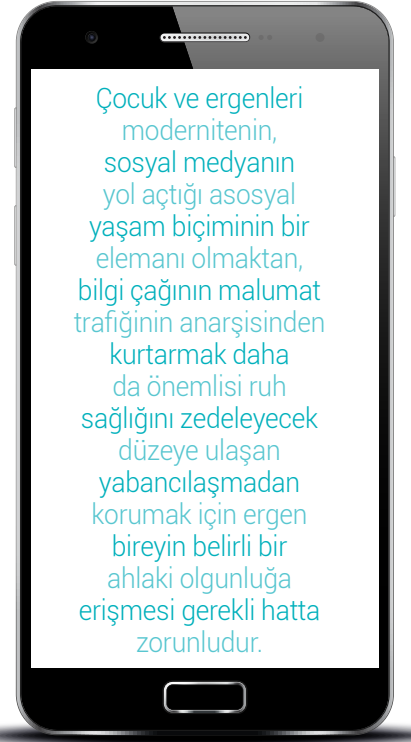 Çocuk ve ergenleri
modernitenin,
sosyal medyanın
yol açtığı asosyal
yaşam biçiminin bir
elemanı olmaktan,
bilgi çağının malumat
trafiğinin anarşisinden
kurtarmak daha
da önemlisi ruh
sağlığını zedeleyecek
düzeye ulaşan
yabancılaşmadan
korumak için ergen
bireyin belirli bir
ahlaki olgunluğa
erişmesi gerekli hatta
zorunludur.